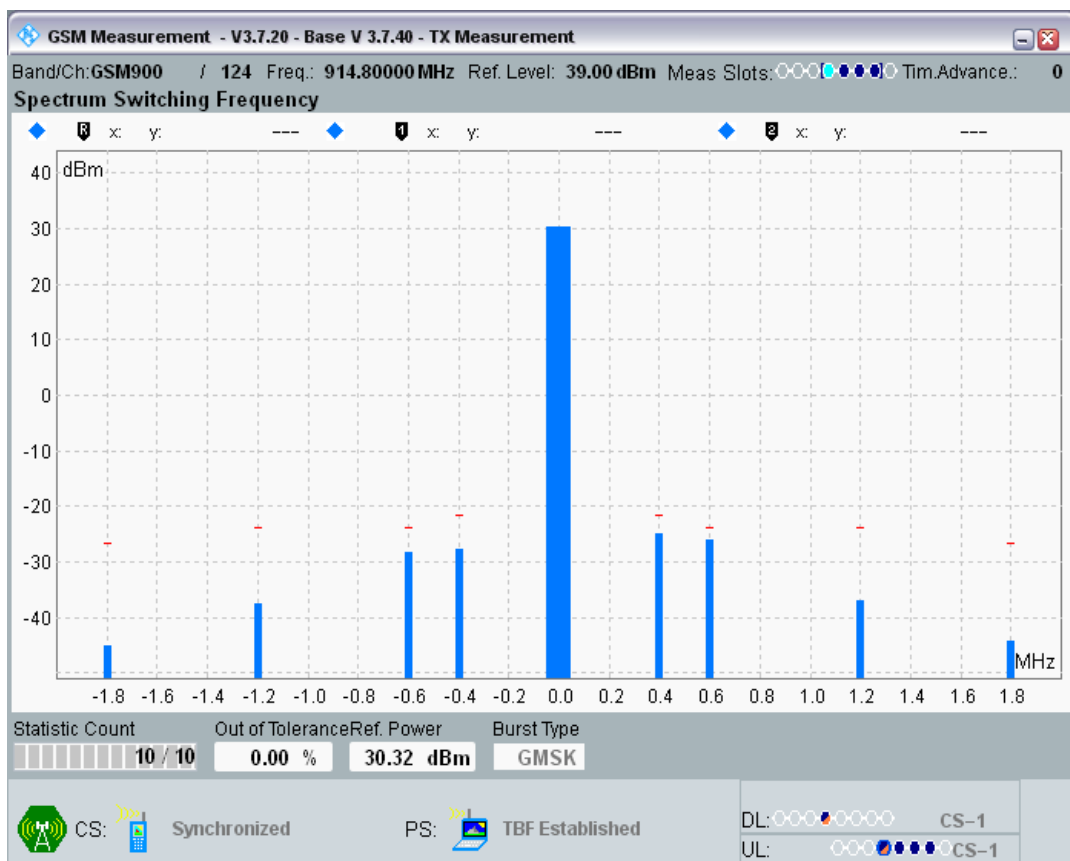 GSM Measurement - V3.7.20 - Base V 3.7.40 - TX Measurement
Band/Ch:GSM900 / 124 Freq.: 914.80000 MHz Ref. Level: 39.00 dBm Meas Slots: Tim.Advance.: 0
Spectrum Switching Frequency
R x: y: --- 1 x: y: --- 2 x: y: ---
dBm
40
30
20
10
0
-10
-20
-30
-40
MHz
-1.8 -1.6 -1.4 -1.2 -1.0 -0.8 -0.6 -0.4 -0.2 0.0 0.2 0.4 0.6 0.8 1.0 1.2 1.4 1.6 1.8
Statistic Count Out of Tolerance Ref. Power Burst Type
10 / 10 0.00 % 30.32 dBm GMSK
CS: Synchronized PS: TBF Established
DL: CS-1
UL: CS-1